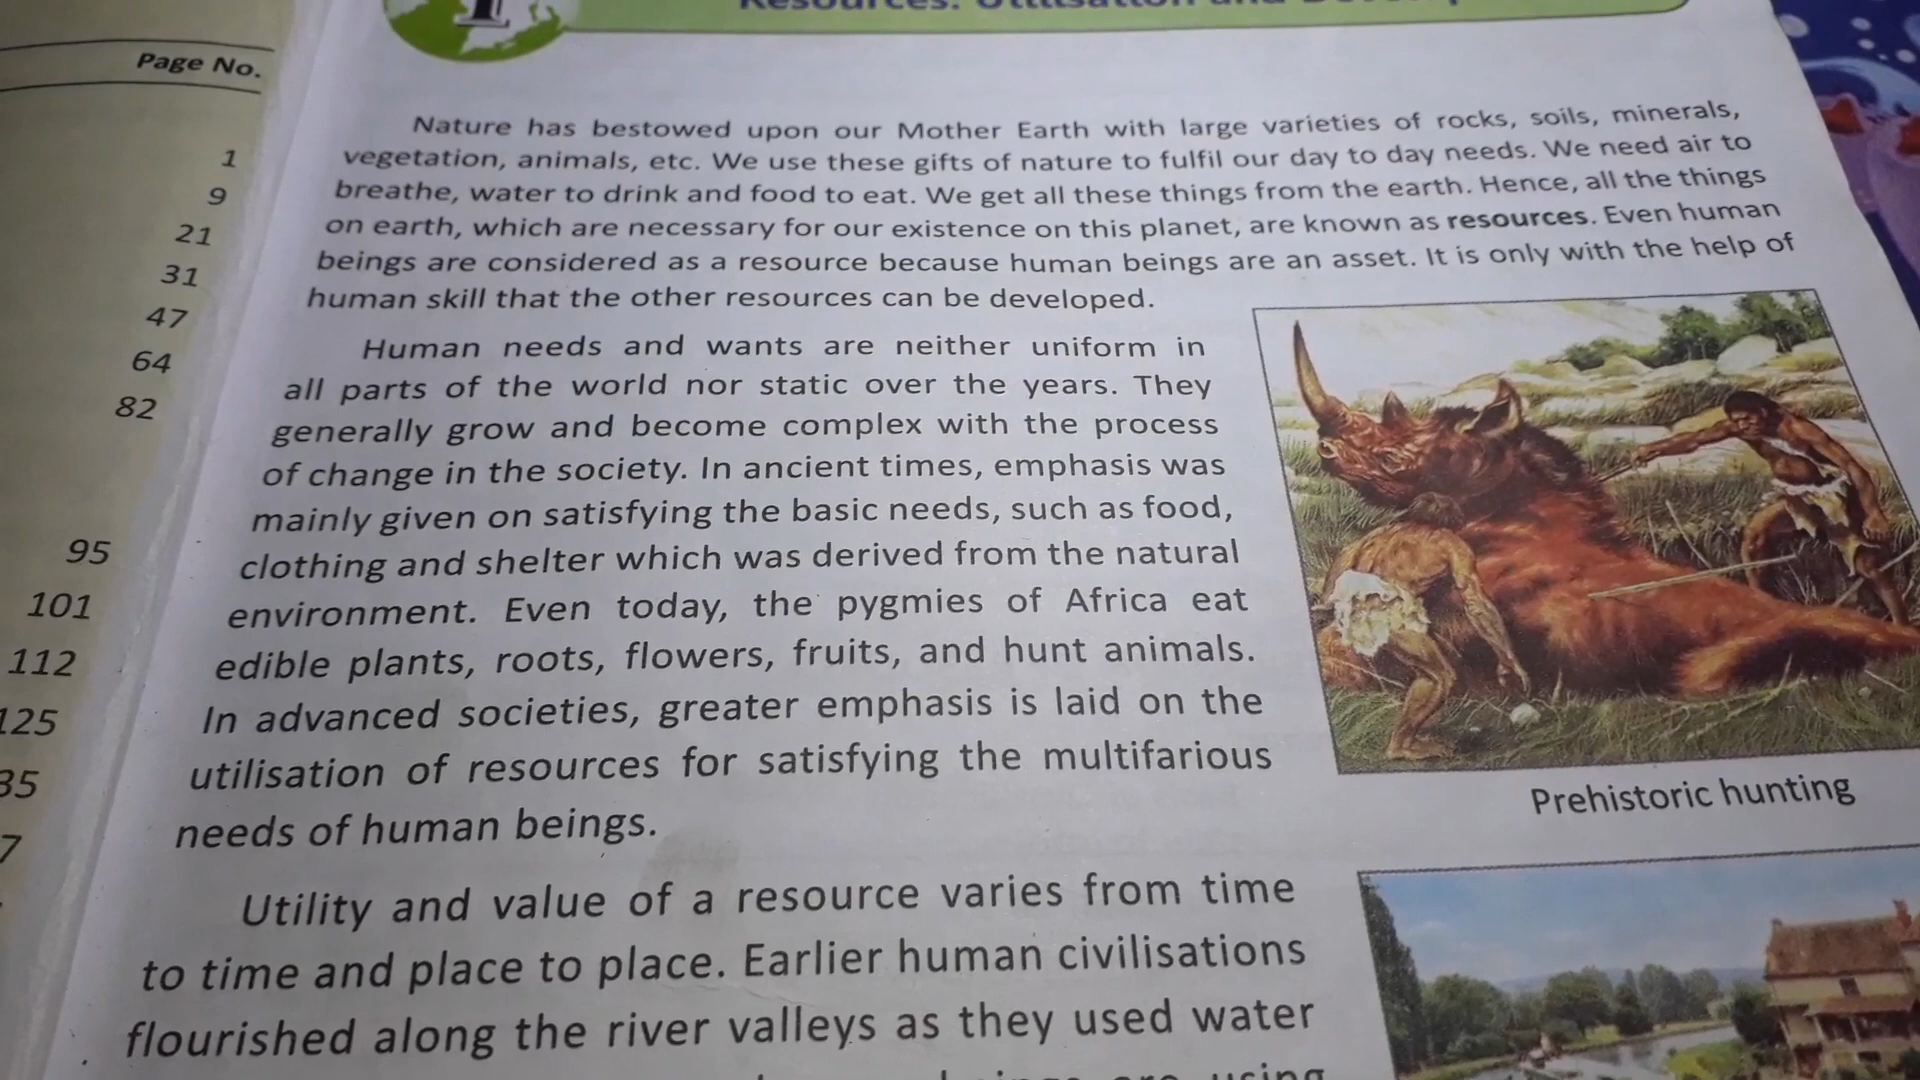 Page No.
1
9
21
31
47
64
82
95
101
112
125
35
7
1
Resources: Utilisation and
Nature has bestowed upon our Mother Earth with large varieties of rocks, soils, minerals,
vegetation, animals, etc. We use these gifts of nature to fulfil our day to day needs. We need air to
breathe, water to drink and food to eat. We get all these things from the earth. Hence, all the things
on earth, which are necessary for our existence on this planet, are known as resources. Even human
beings are considered as a resource because human beings are an asset. It is only with the help of
human skill that the other resources can be developed.
Human needs and wants are neither uniform in
all parts of the world nor static over the years. They
generally grow and become complex with the process
of change in the society. In ancient times, emphasis was
mainly given on satisfying the basic needs, such as food,
clothing and shelter which was derived from the natural
environment. Even today, the pygmies of Africa eat
edible plants, roots, flowers, fruits, and hunt animals.
In advanced societies, greater emphasis is laid on the
utilisation of resources for satisfying the multifarious
needs of human beings.
Prehistoric hunting
Utility and value of a resource varies from time
to time and place to place. Earlier human civilisations
flourished along the river valleys as they used water
using